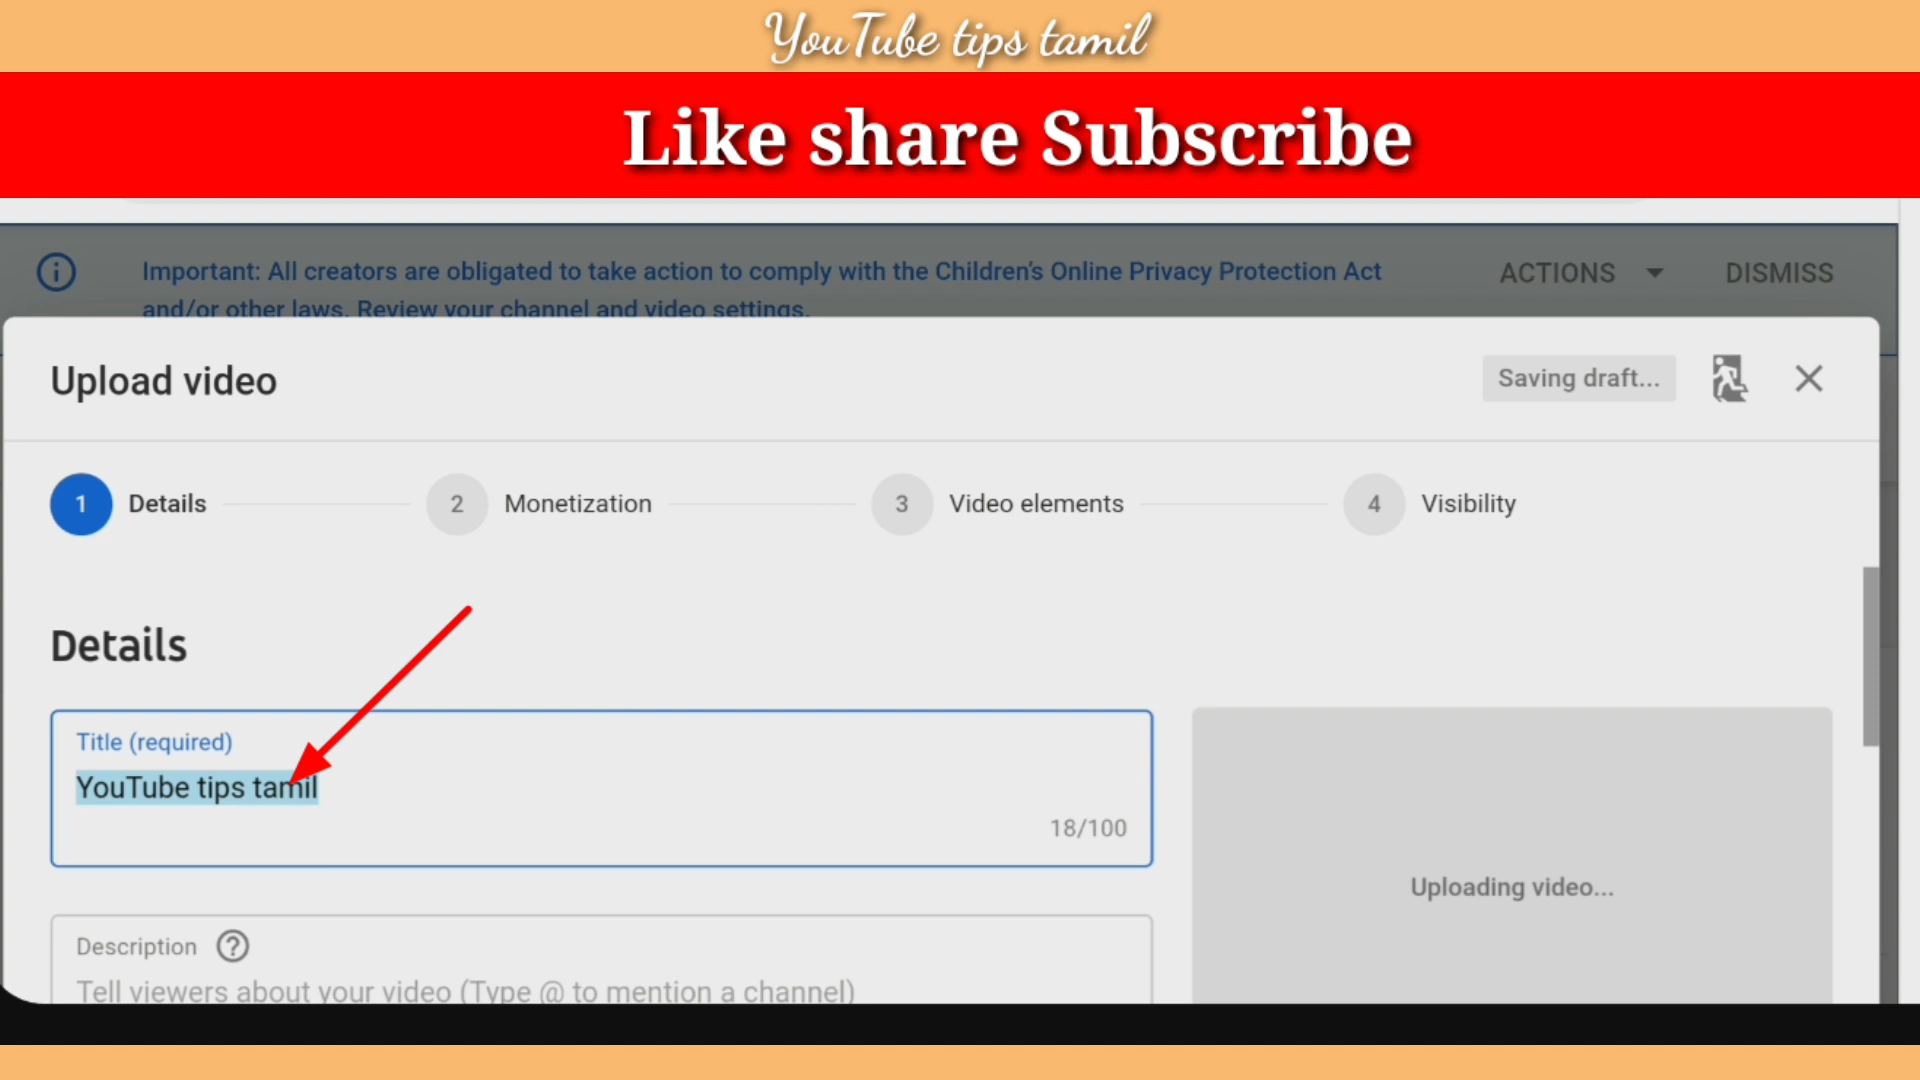 YouTube tips tamil
Like share Subscribe
Important: All creators are obligated to take action to comply with the Children's Online Privacy Protection Act
and/or other laws. Review your channel and video settings.
ACTIONS
DISMISS
Upload video
Saving draft...
1 Details
2 Monetization
3 Video elements
4 Visibility
Details
Title (required)
YouTube tips tamil
18/100
Uploading video...
Description
Tell viewers about your video (Type @ to mention a channel)